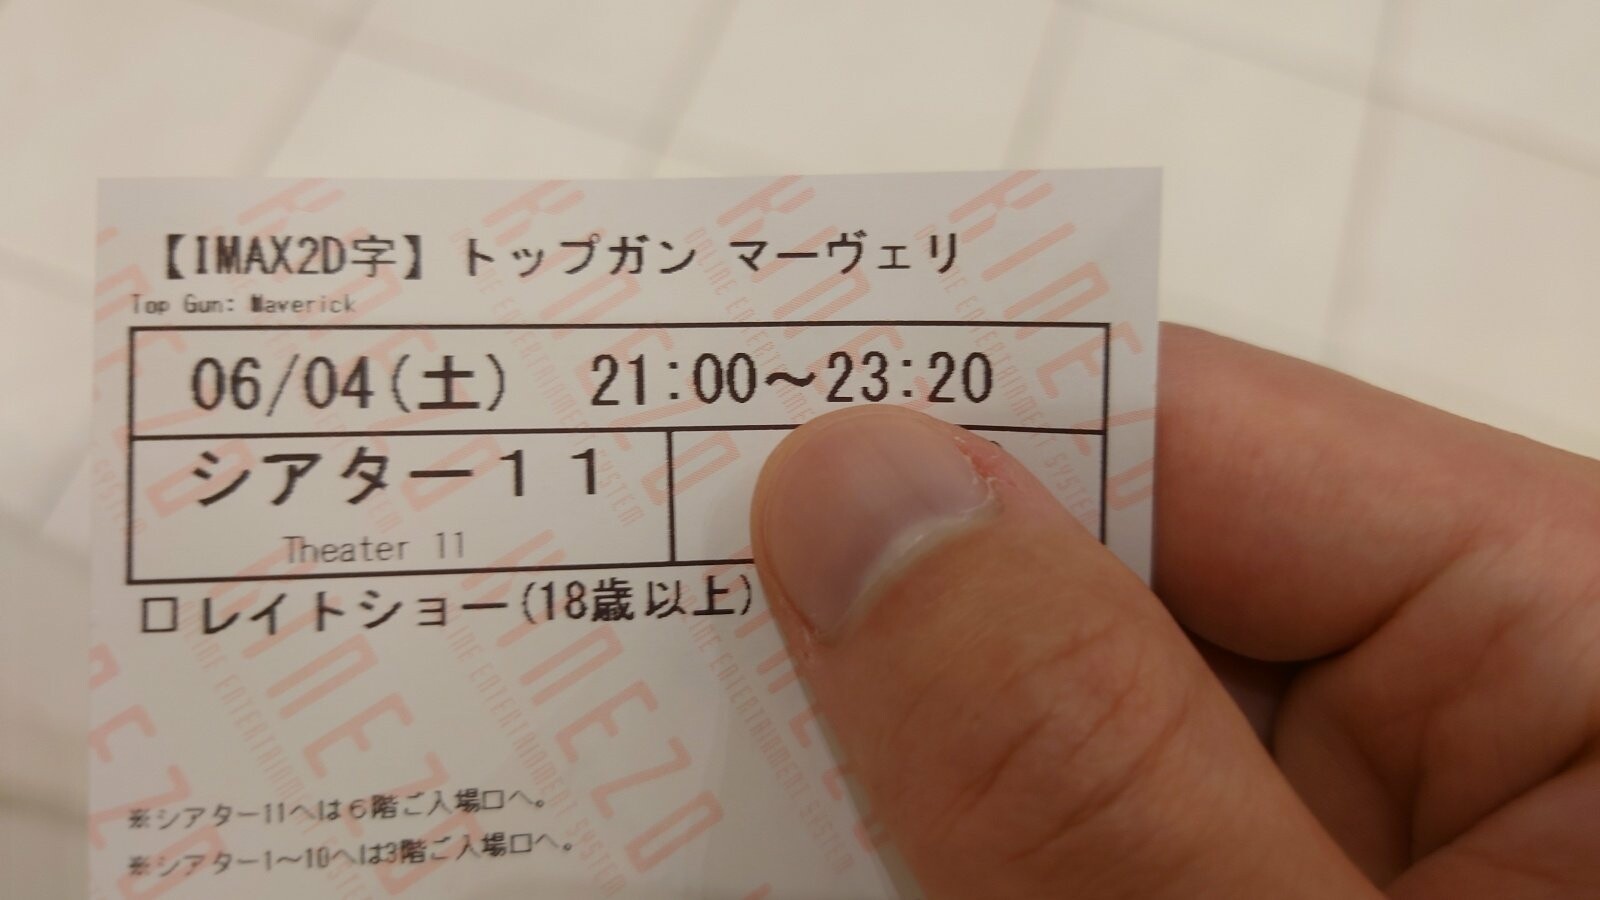 【IMAX2D字】 トップガン マーヴェリ
Top Gun: Maverick
06/04(土) 21:00～23:20
シアター１１
Theater 11
□ レイトショー(18歳以上)
※シアター11へは６階ご入場口へ。
※シアター1～10へは3階ご入場口へ。
KINEZO
ONLINE ENTERTAINMENT SYSTEM